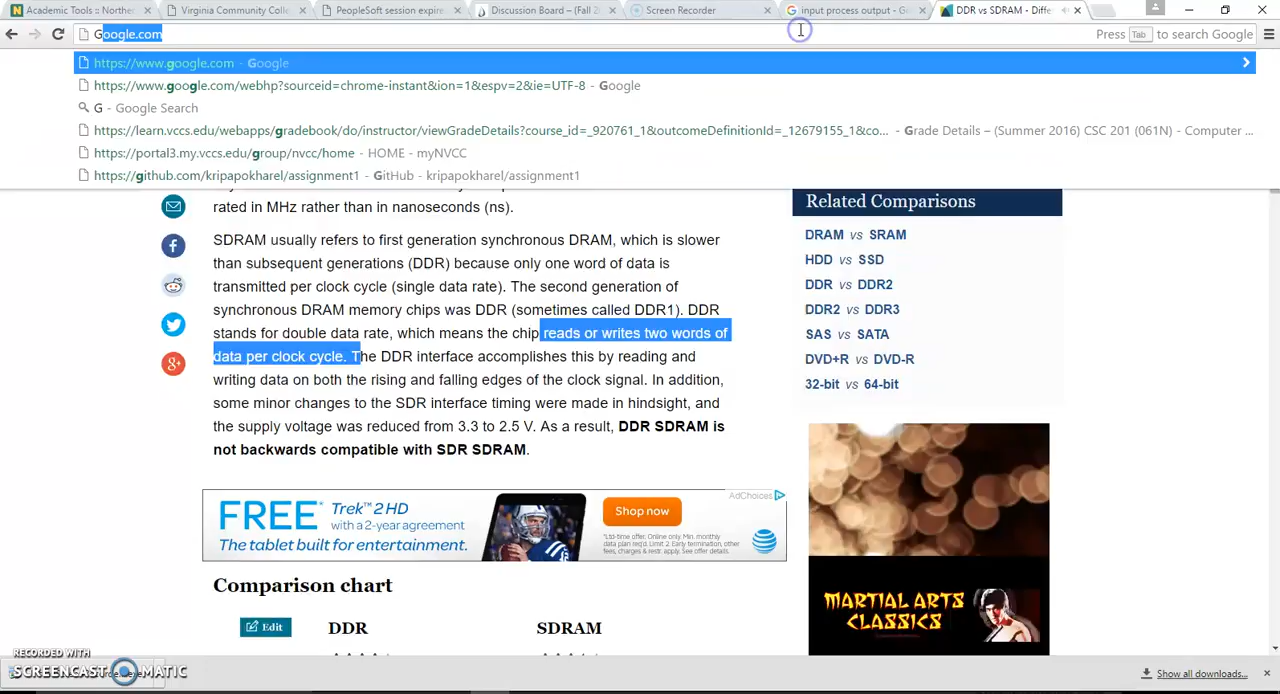 Academic Tools :: Northe
Virginia Community Colle
PeopleSoft session expire
Discussion Board – (Fall 2
Screen Recorder
input process output - Go
DDR vs SDRAM - Differ
Google.com
Press Tab to search Google
https://www.google.com - Google
https://www.google.com/webhp?sourceid=chrome-instant&ion=1&espv=2&ie=UTF-8 - Google
G - Google Search
https://learn.vccs.edu/webapps/gradebook/do/instructor/viewGradeDetails?course_id=_920761_1&outcomeDefinitionId=_12679155_1&co... - Grade Details – (Summer 2016) CSC 201 (061N) - Computer ...
https://portal3.my.vccs.edu/group/nvcc/home - HOME - myNVCC
https://github.com/kripapokharel/assignment1 - GitHub - kripapokharel/assignment1
rated in MHz rather than in nanoseconds (ns).
SDRAM usually refers to first generation synchronous DRAM, which is slower
than subsequent generations (DDR) because only one word of data is
transmitted per clock cycle (single data rate). The second generation of
synchronous DRAM memory chips was DDR (sometimes called DDR1). DDR
stands for double data rate, which means the chip reads or writes two words of
data per clock cycle. The DDR interface accomplishes this by reading and
writing data on both the rising and falling edges of the clock signal. In addition,
some minor changes to the SDR interface timing were made in hindsight, and
the supply voltage was reduced from 3.3 to 2.5 V. As a result, DDR SDRAM is
not backwards compatible with SDR SDRAM.
Related Comparisons
DRAM vs SRAM
HDD vs SSD
DDR vs DDR2
DDR2 vs DDR3
SAS vs SATA
DVD+R vs DVD-R
32-bit vs 64-bit
AdChoices
FREE* Trek™ 2 HD
with a 2-year agreement
The tablet built for entertainment.
Shop now
MARTIAL ARTS
CLASSICS
Comparison chart
Edit
DDR
SDRAM
RECORDED WITH
SCREENCAST-O-MATIC
Show all downloads...